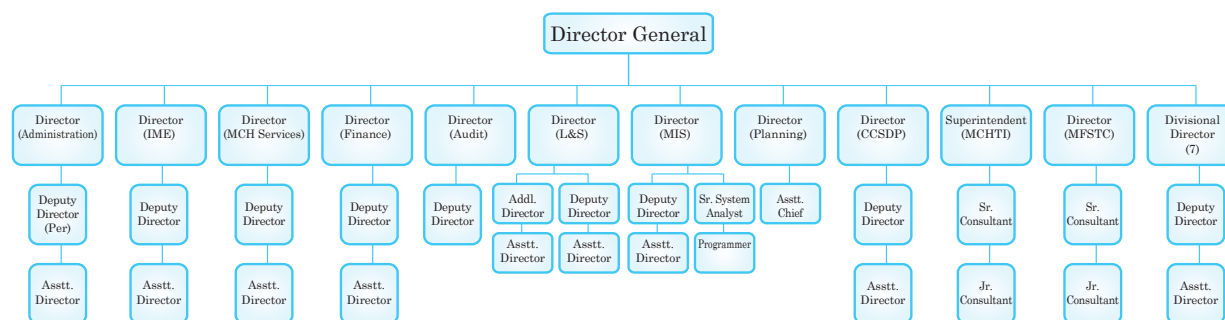 Director General
Director
(Administration)
Director
(IME)
Director
(MCH Services)
Director
(Finance)
Director
(Audit)
Director
(L&S)
Director
(MIS)
Director
(Planning)
Director
(CCSDP)
Superintendent
(MCHTI)
Director
(MFSTC)
Divisional
Director
(7)
Deputy
Director
(Per)
Deputy
Director
Deputy
Director
Deputy
Director
Deputy
Director
Addl.
Director
Deputy
Director
Deputy
Director
Sr. System
Analyst
Asstt.
Chief
Deputy
Director
Sr.
Consultant
Sr.
Consultant
Deputy
Director
Asstt.
Director
Asstt.
Director
Asstt.
Director
Programmer
Asstt.
Director
Asstt.
Director
Asstt.
Director
Asstt.
Director
Asstt.
Director
Jr.
Consultant
Jr.
Consultant
Asstt.
Director